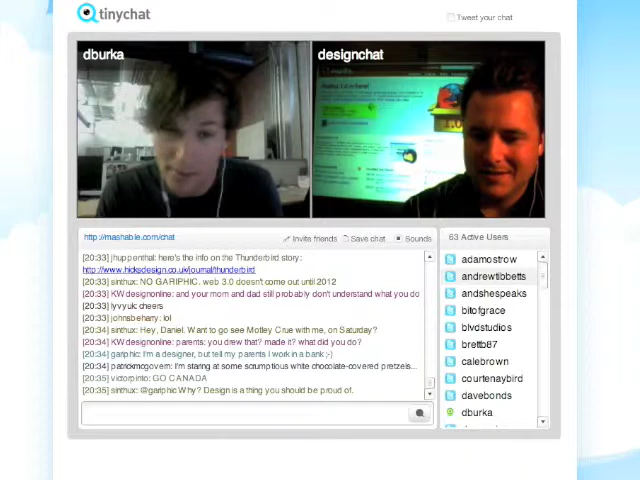 tinychat
Tweet your chat
dburka
designchat
http://mashable.com/chat
Invite friends
Save chat
Sounds
63 Active Users
[20:33] jhuppenthal: here's the info on the Thunderbird story:
http://www.hicksdesign.co.uk/journal/thunderbird
[20:33] sinthux: NO GARIPHIC. web 3.0 doesn't come out until 2012
[20:33] KWdesignonline: and your mom and dad still probably don't understand what you do
[20:33] lyvyuk: cheers
[20:33] johnsbeharry: lol
[20:34] sinthux: Hey, Daniel. Want to go see Motley Crue with me, on Saturday?
[20:34] KWdesignonline: parents: you drew that? made it? what did you do?
[20:34] gariphic: I'm a designer, but tell my parents I work in a bank ;-)
[20:34] patrickmcgovern: I'm staring at some scrumptious white chocolate-covered pretzels...
[20:35] victorpinto: GO CANADA
[20:35] sinthux: @gariphic Why? Design is a thing you should be proud of.
adamostrow
andrewtibbetts
andshespeaks
bitofgrace
blvdstudios
brettb87
calebrown
courtenaybird
davebonds
dburka